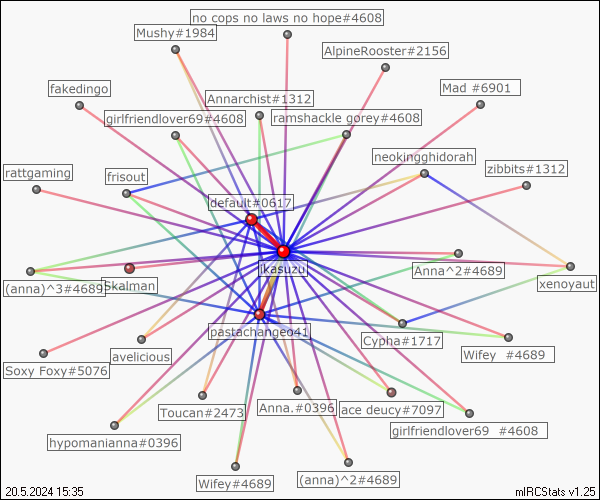 no cops no laws no hope#4608
Mushy#1984
AlpineRooster#2156
fakedingo
Annarchist#1312
Mad #6901
girlfriendlover69#4608
ramshackle gorey#4608
neokingghidorah
rattgaming
frisout
zibbits#1312
default#0617
ikasuzu
Anna^2#4689
(anna)^3#4689
Skalman
xenoyaut
pastachangeo41
Cypha#1717
avelicious
Wifey #4689
Soxy Foxy#5076
Toucan#2473
Anna.#0396
ace deucy#7097
girlfriendlover69 #4608
hypomanianna#0396
Wifey#4689
(anna)^2#4689
20.5.2024 15:35
mIRCStats v1.25